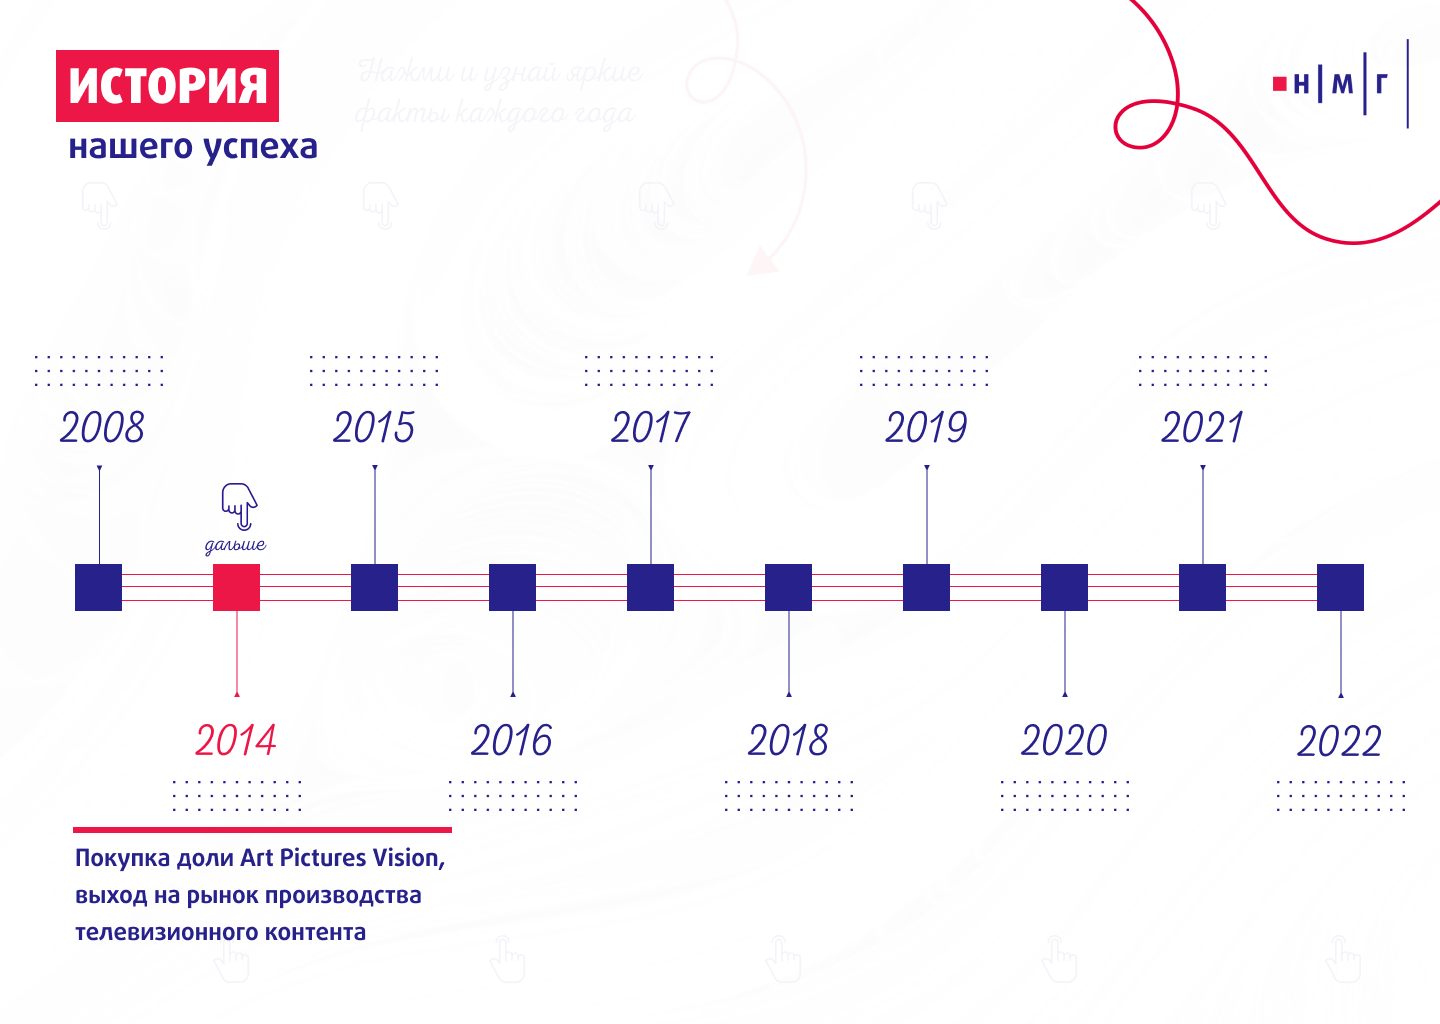 ИСТОРИЯ
нашего успеха
Нажми и узнай яркие
факты каждого года
Н М Г
2008
2015
2017
2019
2021
дальше
2014
2016
2018
2020
2022
Покупка доли Art Pictures Vision,
выход на рынок производства
телевизионного контента